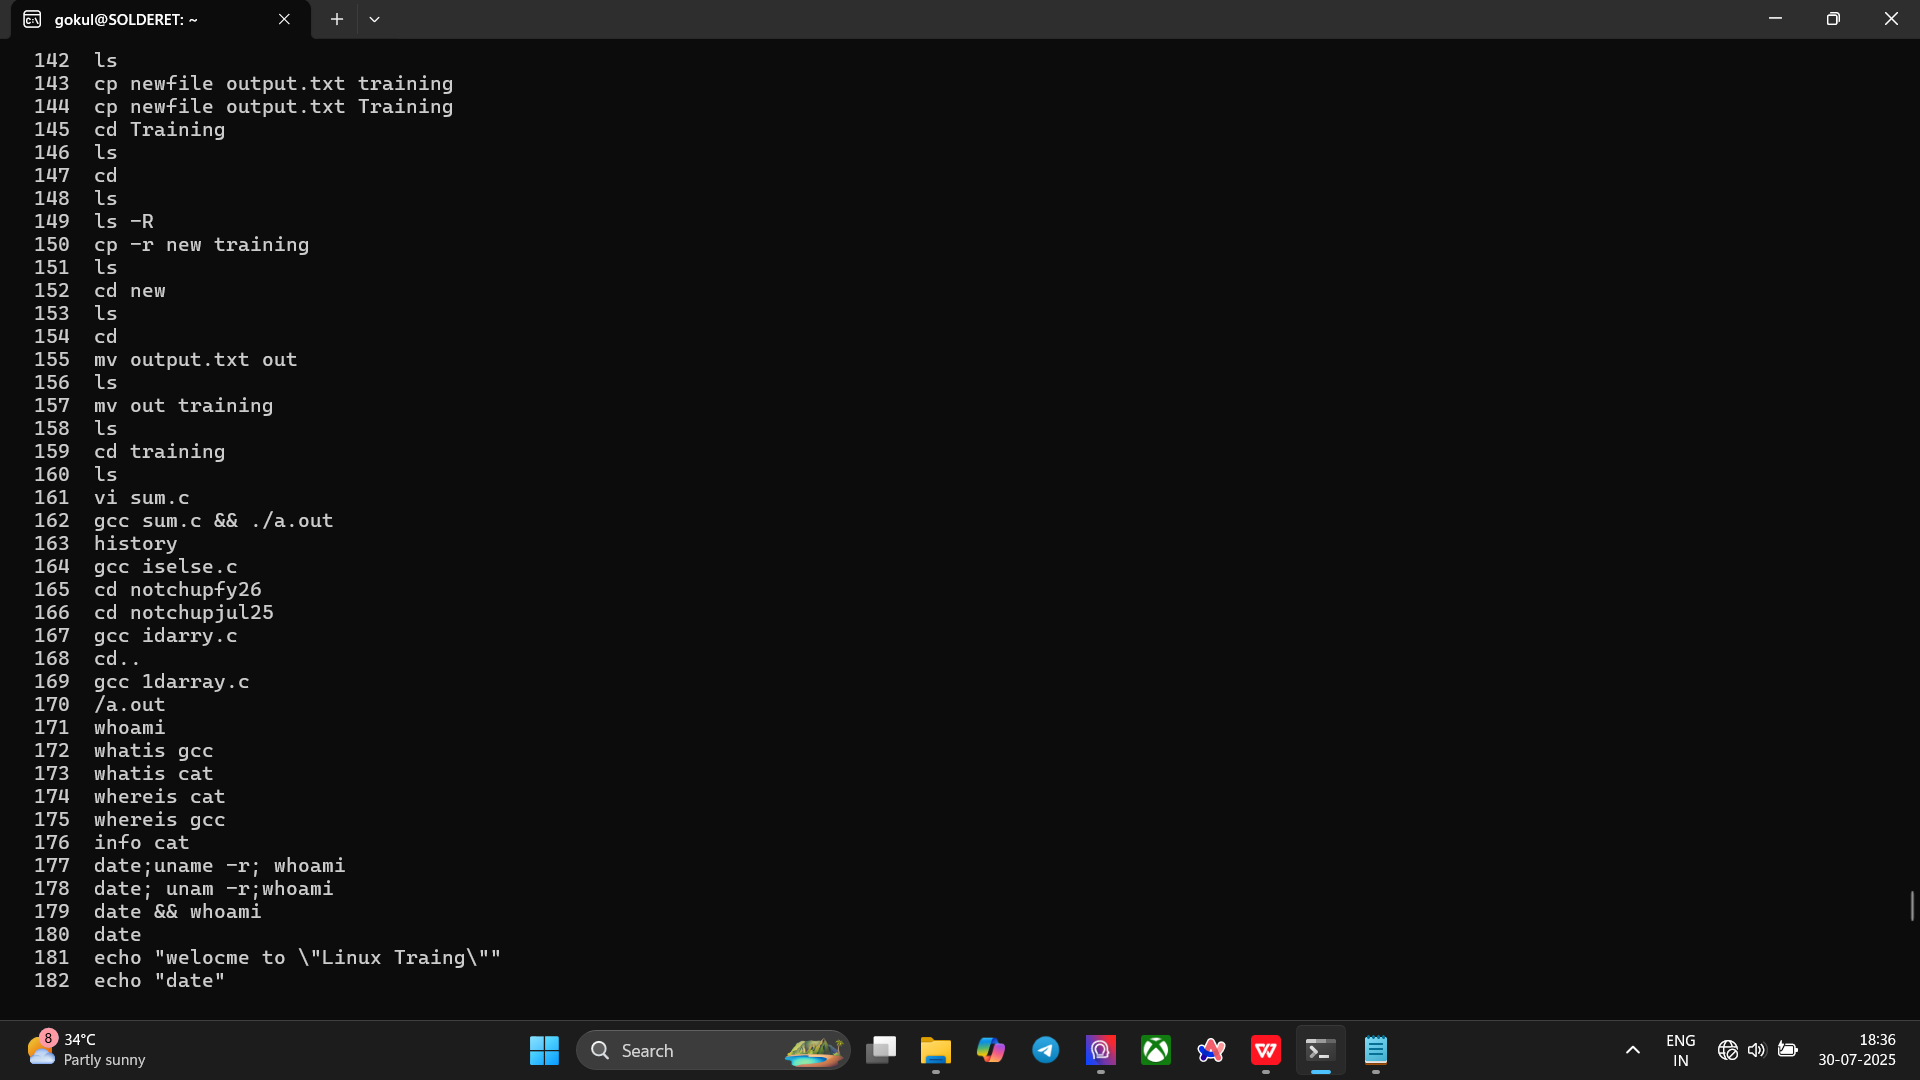 gokul@SOLDERET: ~
142 ls
143 cp newfile output.txt training
144 cp newfile output.txt Training
145 cd Training
146 ls
147 cd
148 ls
149 ls -R
150 cp -r new training
151 ls
152 cd new
153 ls
154 cd
155 mv output.txt out
156 ls
157 mv out training
158 ls
159 cd training
160 ls
161 vi sum.c
162 gcc sum.c && ./a.out
163 history
164 gcc iselse.c
165 cd notchupfy26
166 cd notchupjul25
167 gcc idarry.c
168 cd..
169 gcc 1darray.c
170 /a.out
171 whoami
172 whatis gcc
173 whatis cat
174 whereis cat
175 whereis gcc
176 info cat
177 date;uname -r; whoami
178 date; unam -r;whoami
179 date && whoami
180 date
181 echo "welocme to \"Linux Traing\""
182 echo "date"
8
34°C
Partly sunny
Search
ENG
IN
18:36
30-07-2025